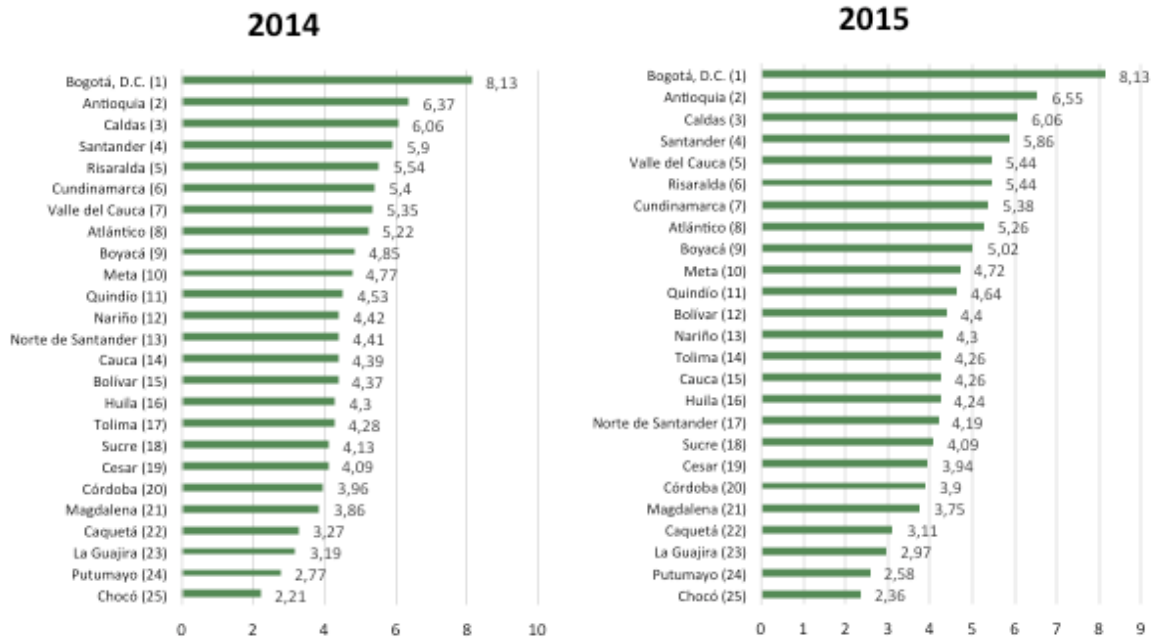 2014
Bogotá, D.C. (1) 8,13
Antioquia (2) 6,37
Caldas (3) 6,06
Santander (4) 5,9
Risaralda (5) 5,54
Cundinamarca (6) 5,4
Valle del Cauca (7) 5,35
Atlántico (8) 5,22
Boyacá (9) 4,85
Meta (10) 4,77
Quindío (11) 4,53
Nariño (12) 4,42
Norte de Santander (13) 4,41
Cauca (14) 4,39
Bolívar (15) 4,37
Huila (16) 4,3
Tolima (17) 4,28
Sucre (18) 4,13
Cesar (19) 4,09
Córdoba (20) 3,96
Magdalena (21) 3,86
Caquetá (22) 3,27
La Guajira (23) 3,19
Putumayo (24) 2,77
Chocó (25) 2,21
0 2 4 6 8 10
2015
Bogotá, D.C. (1) 8,13
Antioquia (2) 6,55
Caldas (3) 6,06
Santander (4) 5,86
Valle del Cauca (5) 5,44
Risaralda (6) 5,44
Cundinamarca (7) 5,38
Atlántico (8) 5,26
Boyacá (9) 5,02
Meta (10) 4,72
Quindío (11) 4,64
Bolívar (12) 4,4
Nariño (13) 4,3
Tolima (14) 4,26
Cauca (15) 4,26
Huila (16) 4,24
Norte de Santander (17) 4,19
Sucre (18) 4,09
Cesar (19) 3,94
Córdoba (20) 3,9
Magdalena (21) 3,75
Caquetá (22) 3,11
La Guajira (23) 2,97
Putumayo (24) 2,58
Chocó (25) 2,36
0 1 2 3 4 5 6 7 8 9